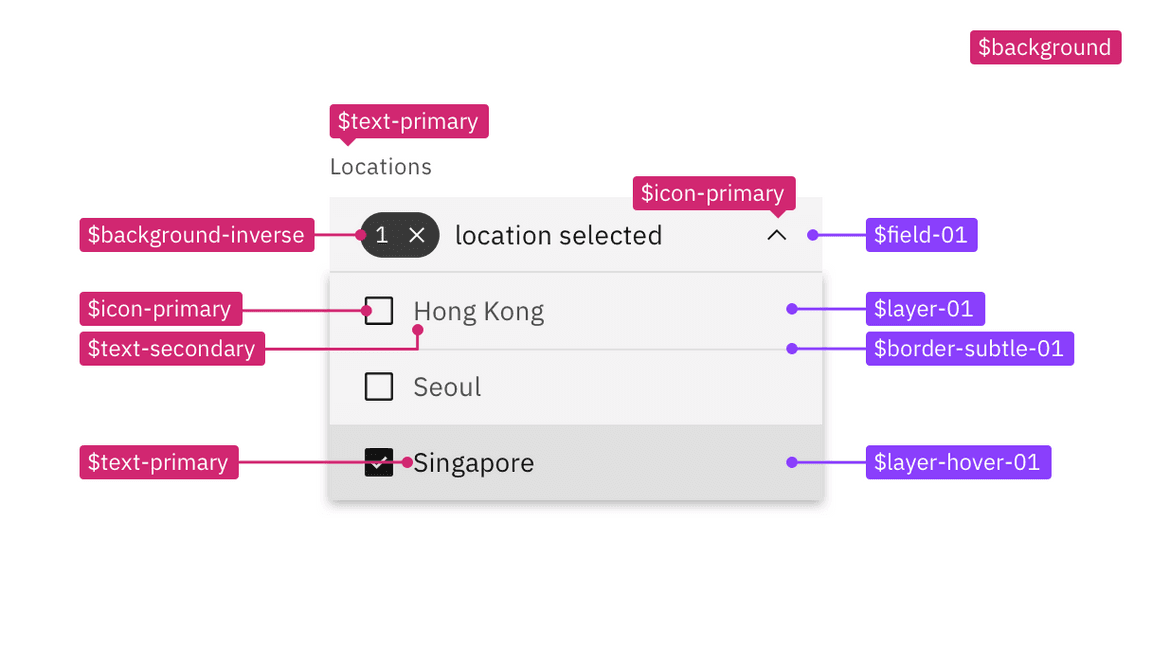 $background
$text-primary
Locations
$icon-primary
$background-inverse
1 location selected
$field-01
$icon-primary
Hong Kong
$layer-01
$text-secondary
$border-subtle-01
Seoul
$text-primary
Singapore
$layer-hover-01